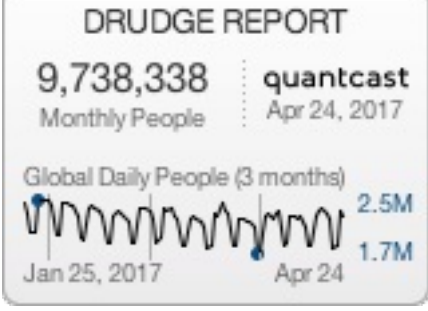 DRUDGE REPORT
9,738,338
Monthly People
quantcast
Apr 24, 2017
Global Daily People (3 months)
2.5M
1.7M
Jan 25, 2017
Apr 24